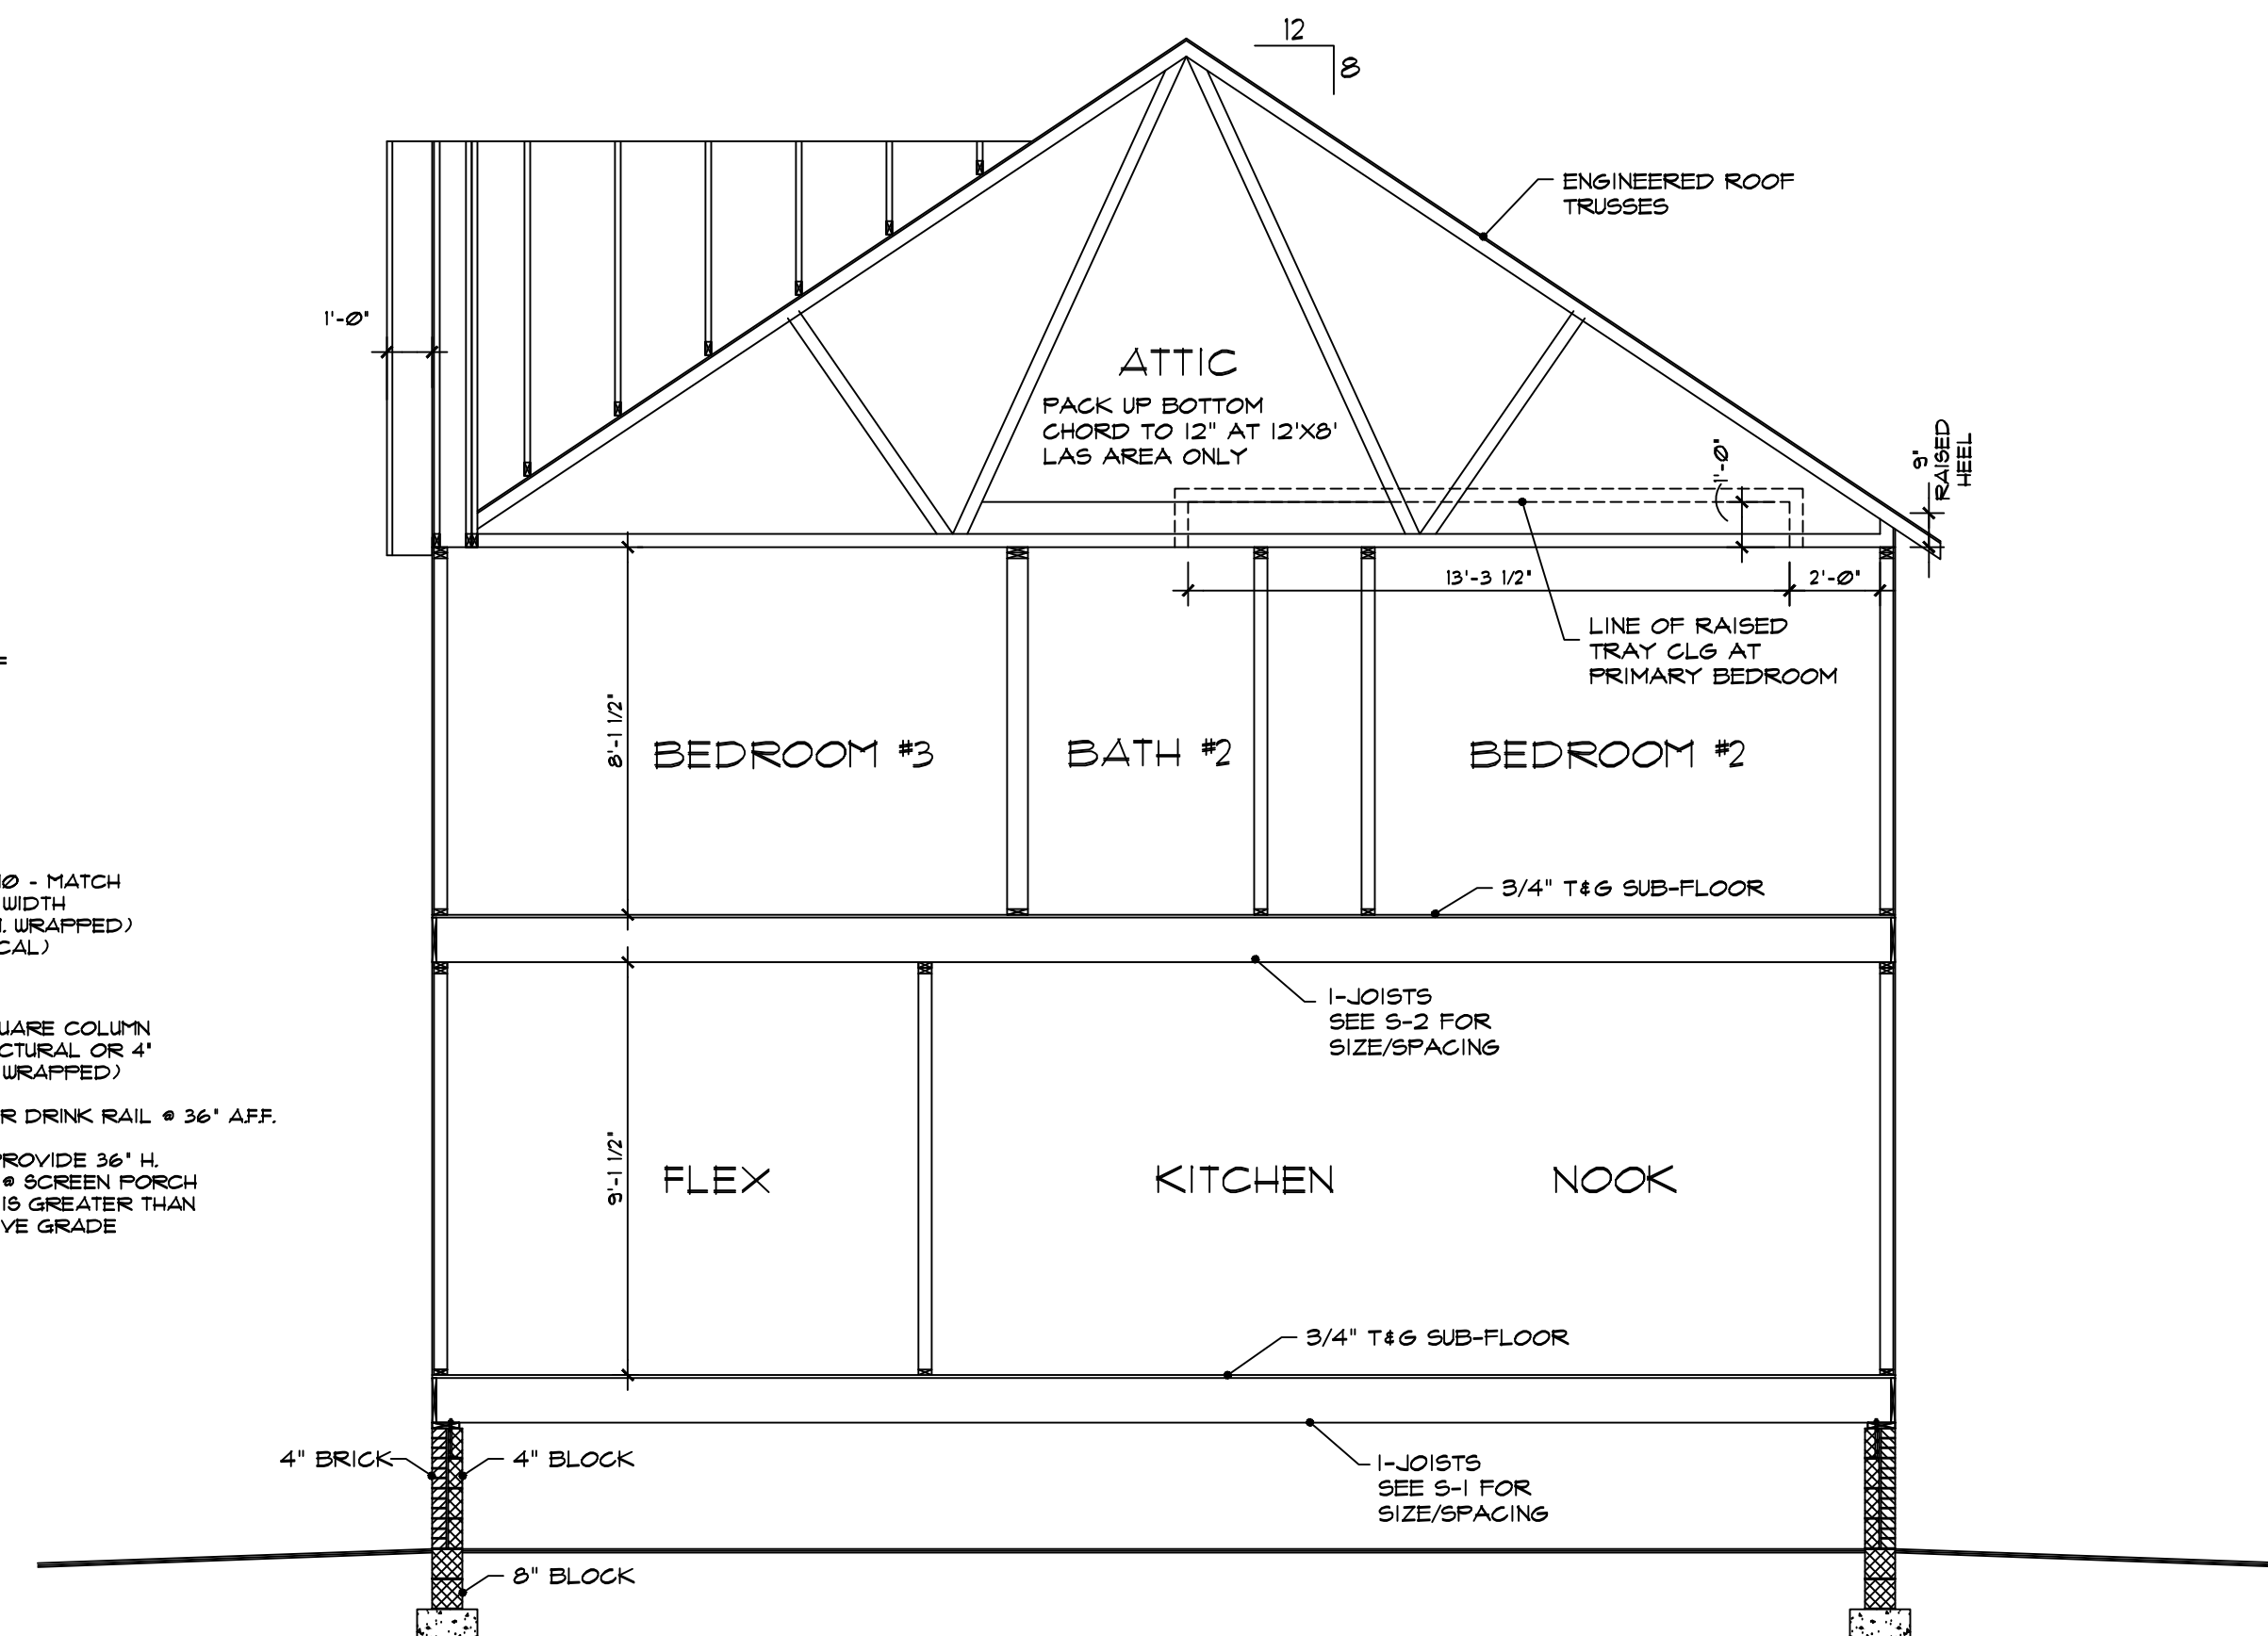 12
8
ENGINEERED ROOF
TRUSSES
1'-0"
ATTIC
PACK UP BOTTOM
CHORD TO 12" AT 12'X8'
LAS AREA ONLY
1'-0"
9"
RAISED
HEEL
13'-3 1/2"
2'-0"
LINE OF RAISED
TRAY CLG AT
PRIMARY BEDROOM
8'-1 1/2"
BEDROOM #3
BATH #2
BEDROOM #2
3/4" T&G SUB-FLOOR
- MATCH
WIDTH
WRAPPED)
I-JOISTS
SEE S-2 FOR
SIZE/SPACING
COLUMN
OR 4"
WRAPPED)
DRINK RAIL @ 36" A.F.F.
PROVIDE 36" H.
@ SCREEN PORCH
IS GREATER THAN
GRADE
9'-1 1/2"
FLEX
KITCHEN
NOOK
3/4" T&G SUB-FLOOR
4" BRICK
4" BLOCK
I-JOISTS
SEE S-1 FOR
SIZE/SPACING
8" BLOCK